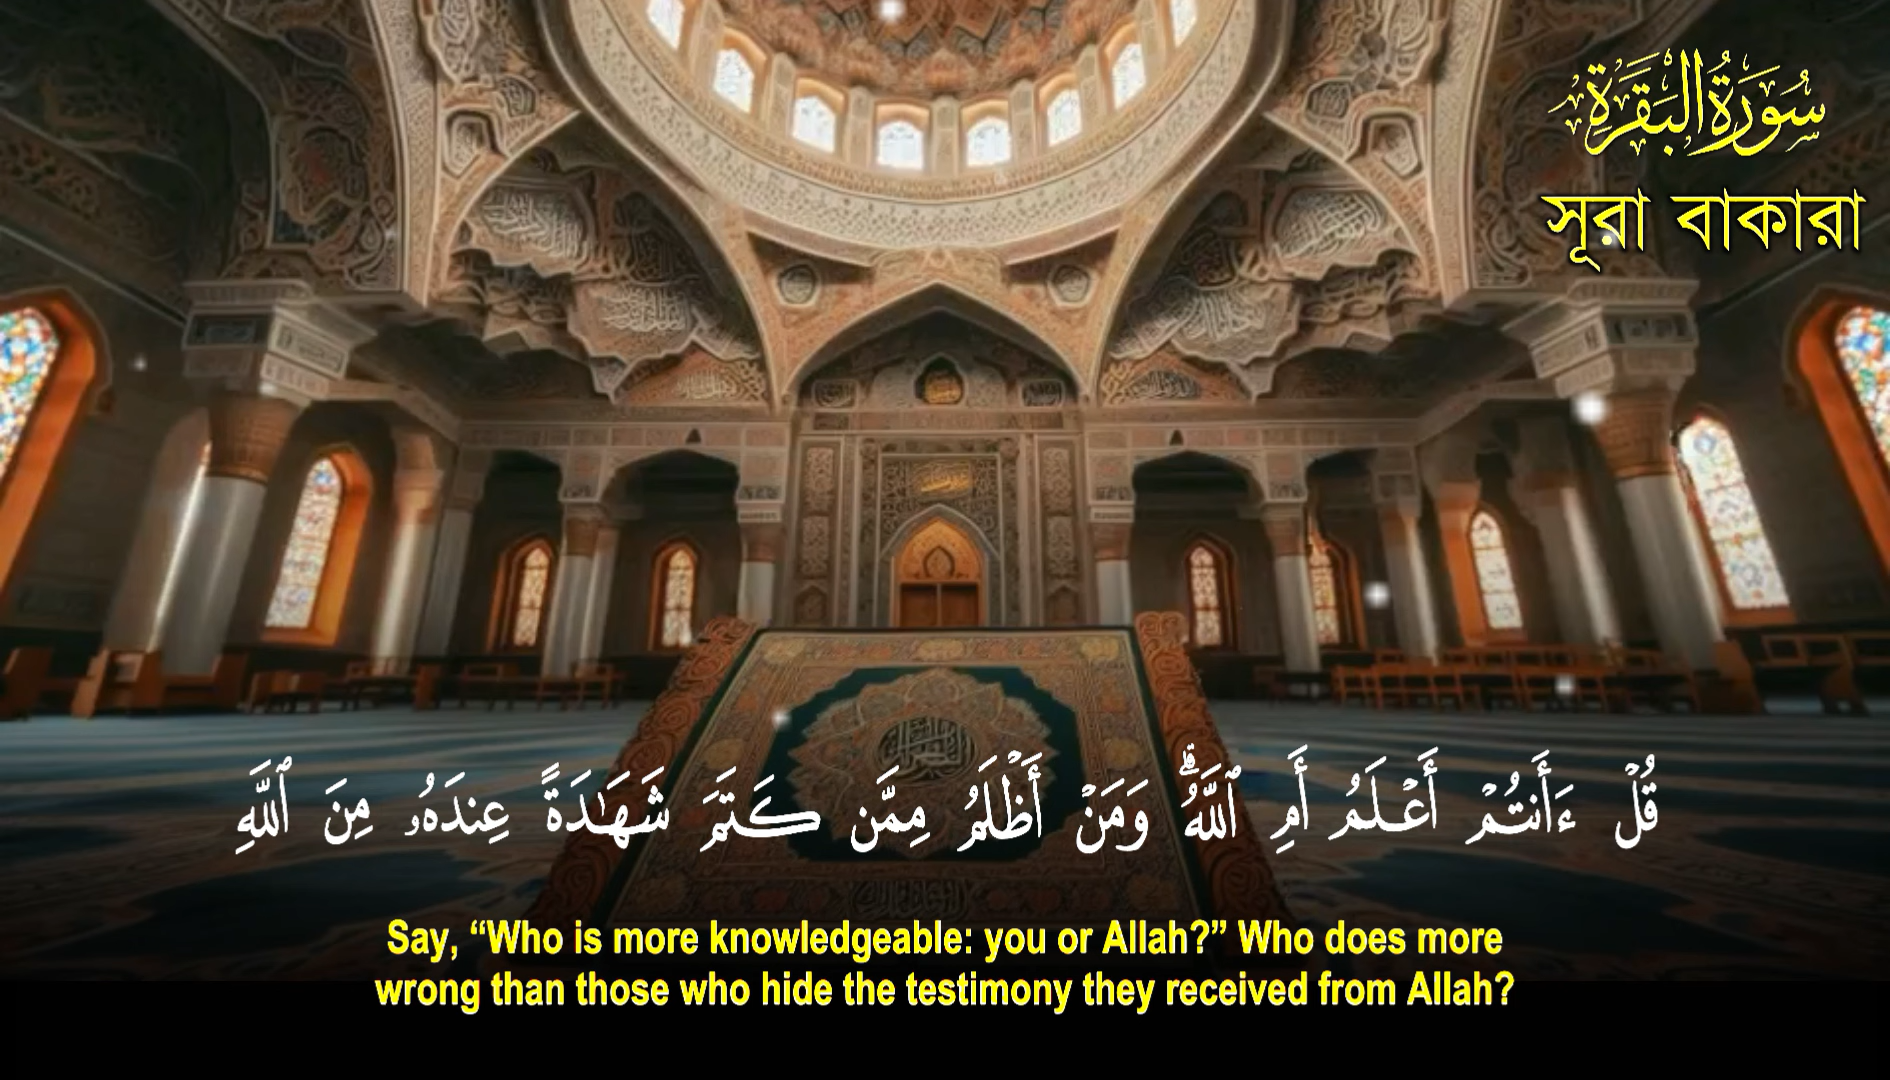 سُورَةُ البَقَرَةِ
সূরা বাকারা
قُلْ ءَأَنتُمْ أَعْلَمُ أَمِ ٱللَّهُ ۗ وَمَنْ أَظْلَمُ مِمَّن كَتَمَ شَهَـٰدَةً عِندَهُۥ مِنَ ٱللَّهِ
Say, “Who is more knowledgeable: you or Allah?” Who does more
wrong than those who hide the testimony they received from Allah?